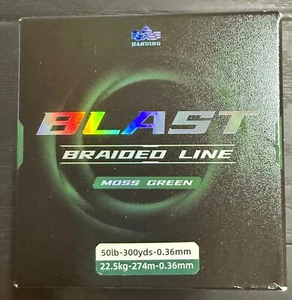 HANDING
BLAST
BRAIDED LINE
MOSS GREEN
50lb-300yds-0.36mm
22.5kg-274m-0.36mm